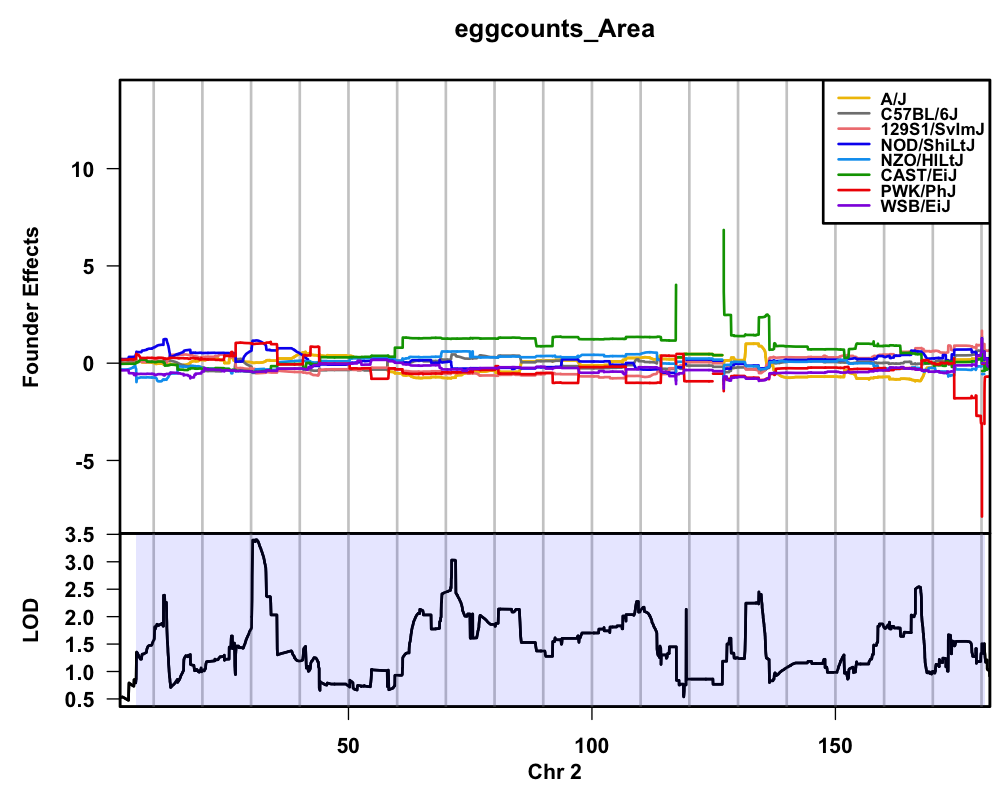 eggcounts_Area
A/J
C57BL/6J
129S1/SvImJ
NOD/ShiLtJ
NZO/HlLtJ
CAST/EiJ
PWK/PhJ
WSB/EiJ
Founder Effects
10
5
0
-5
LOD
3.5
3.0
2.5
2.0
1.5
1.0
0.5
50 100 150
Chr 2